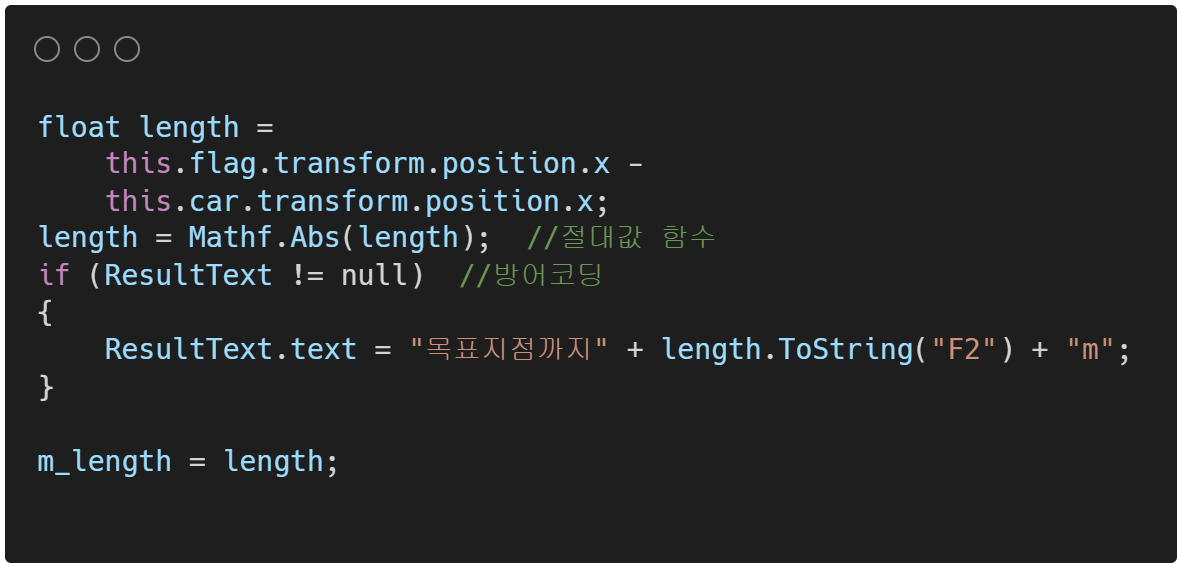 float length =
    this.flag.transform.position.x -
    this.car.transform.position.x;
length = Mathf.Abs(length);  //절대값 함수
if (ResultText != null)  //방어코딩
{
    ResultText.text = "목표지점까지" + length.ToString("F2") + "m";
}
m_length = length;